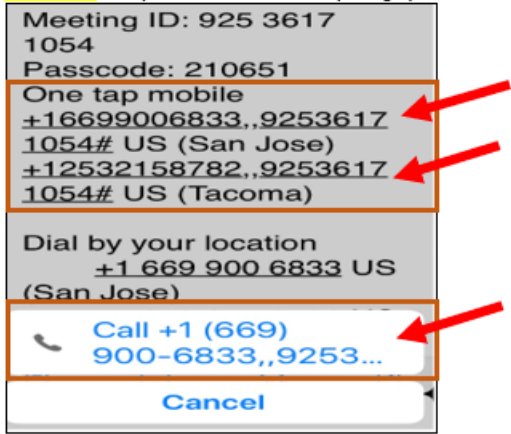 Meeting ID: 925 3617
1054
Passcode: 210651
One tap mobile
+16699006833,,9253617
1054# US (San Jose)
+12532158782,,9253617
1054# US (Tacoma)
Dial by your location
+1 669 900 6833 US
(San Jose)
Call +1 (669)
900-6833,,9253...
Cancel